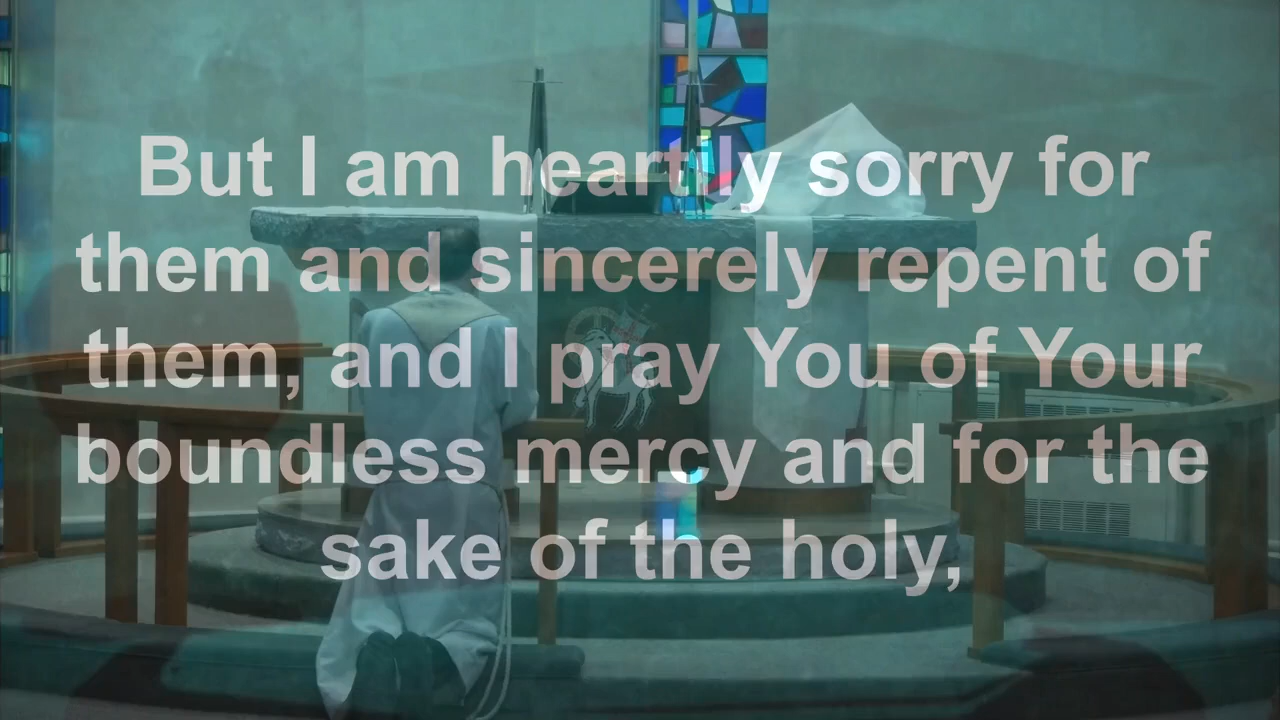 But I am heartily sorry for
them and sincerely repent of
them, and I pray You of Your
boundless mercy and for the
sake of the holy,